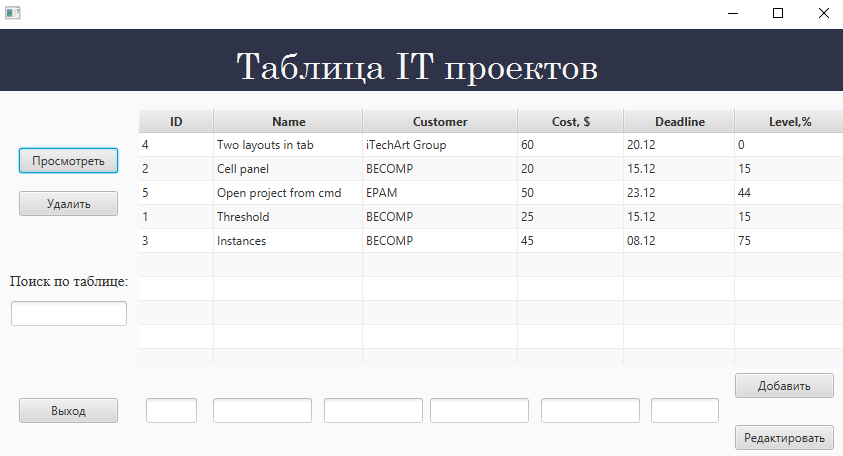 Таблица IT проектов
ID Name Customer Cost, $ Deadline Level,%
4 Two layouts in tab iTechArt Group 60 20.12 0
2 Cell panel BECOMP 20 15.12 15
5 Open project from cmd EPAM 50 23.12 44
1 Threshold BECOMP 25 15.12 15
3 Instances BECOMP 45 08.12 75
Просмотреть
Удалить
Поиск по таблице:
Выход
Добавить
Редактировать